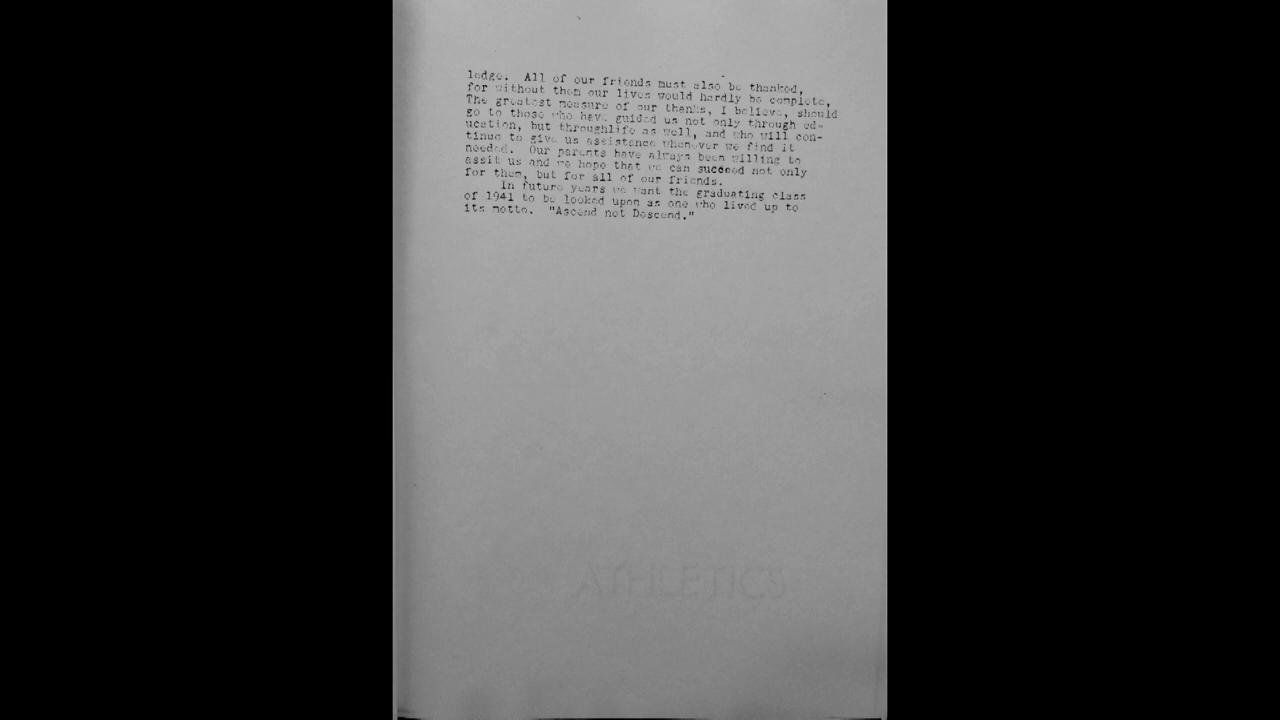 ledge. All of our friends must also be thanked,
for without them our lives would hardly be complete,
The greatest measure of our thanks, I believe, should
go to those who have guided us not only through ed-
ucation, but throughlife as well, and who will con-
tinue to give us assistance whenever we find it
needed. Our parents have always been willing to
assit us and we hope that we can succeed not only
for them, but for all of our friends.
In future years we want the graduating class
of 1941 to be looked upon as one who lived up to
its motto. "Ascend not Descend."
ATHLETICS